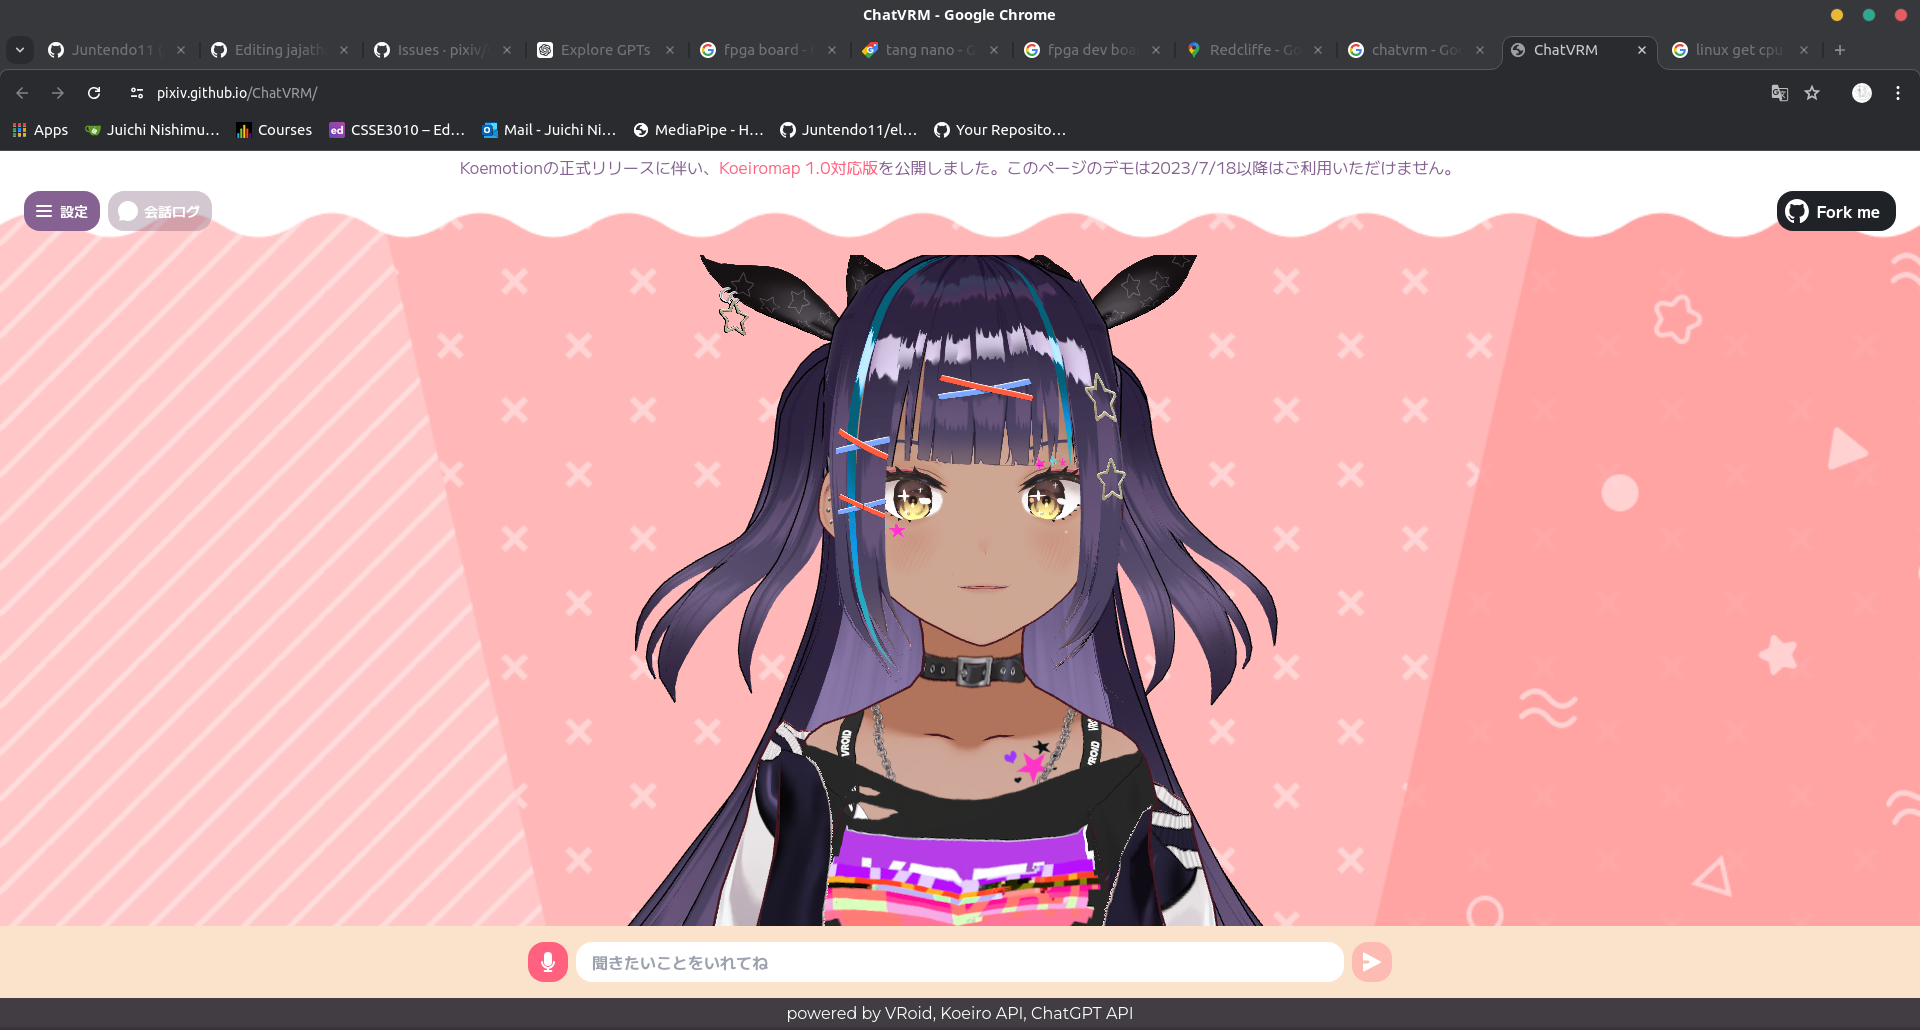 ChatVRM - Google Chrome
Juntendo11 (
Editing jajath
Issues · pixiv/
Explore GPTs
fpga board -
tang nano - G
fpga dev boa
Redcliffe - Go
chatvrm - Goo
ChatVRM
linux get cpu
pixiv.github.io/ChatVRM/
Apps
Juichi Nishimu…
Courses
ed
CSSE3010 – Ed…
Mail - Juichi Ni…
MediaPipe - H…
Juntendo11/el…
Your Reposito…
Koemotionの正式リリースに伴い、Koeiromap 1.0対応版を公開しました。このページのデモは2023/7/18以降はご利用いただけません。
設定
会話ログ
Fork me
VROID
VROID
聞きたいことをいれてね
powered by VRoid, Koeiro API, ChatGPT API